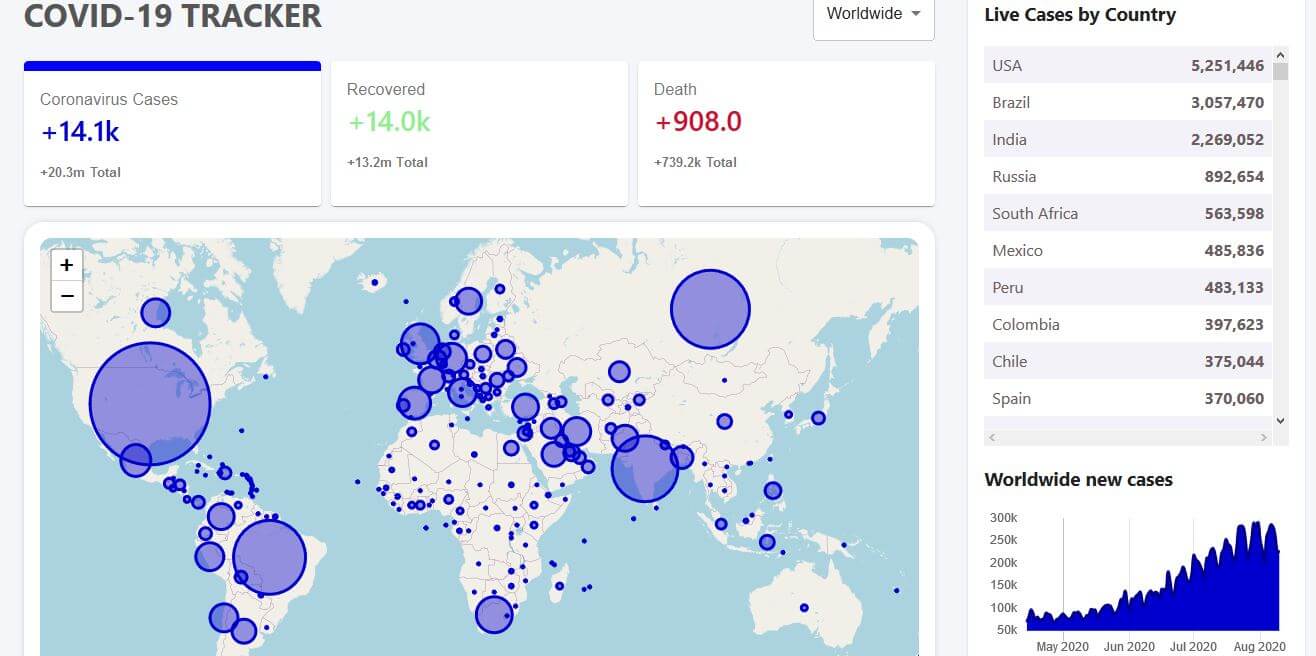 COVID-19 TRACKER
Worldwide
Coronavirus Cases
+14.1k
+20.3m Total
Recovered
+14.0k
+13.2m Total
Death
+908.0
+739.2k Total
+
−
Live Cases by Country
USA 5,251,446
Brazil 3,057,470
India 2,269,052
Russia 892,654
South Africa 563,598
Mexico 485,836
Peru 483,133
Colombia 397,623
Chile 375,044
Spain 370,060
Worldwide new cases
300k
250k
200k
150k
100k
50k
May 2020 Jun 2020 Jul 2020 Aug 2020